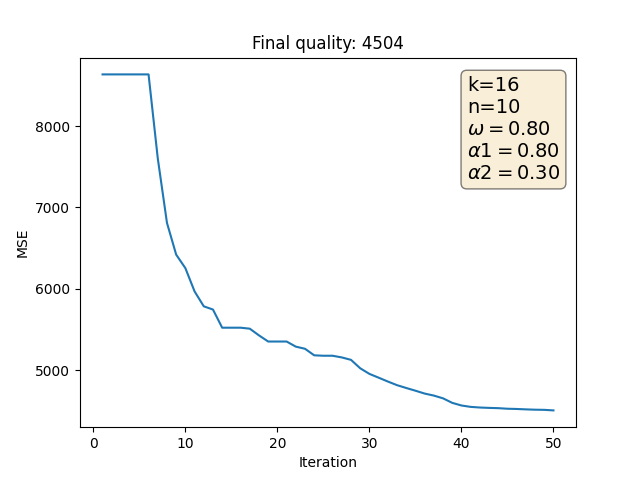 Final quality: 4504
k=16
n=10
ω = 0.80
α1 = 0.80
α2 = 0.30
MSE
8000
7000
6000
5000
0 10 20 30 40 50
Iteration